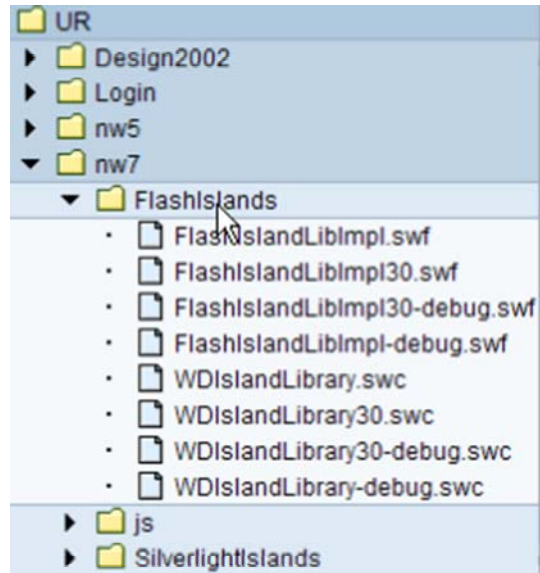 UR
Design2002
Login
nw5
nw7
FlashIslands
FlashIslandLibImpl.swf
FlashIslandLibImpl30.swf
FlashIslandLibImpl30-debug.swf
FlashIslandLibImpl-debug.swf
WDIslandLibrary.swc
WDIslandLibrary30.swc
WDIslandLibrary30-debug.swc
WDIslandLibrary-debug.swc
js
SilverlightIslands